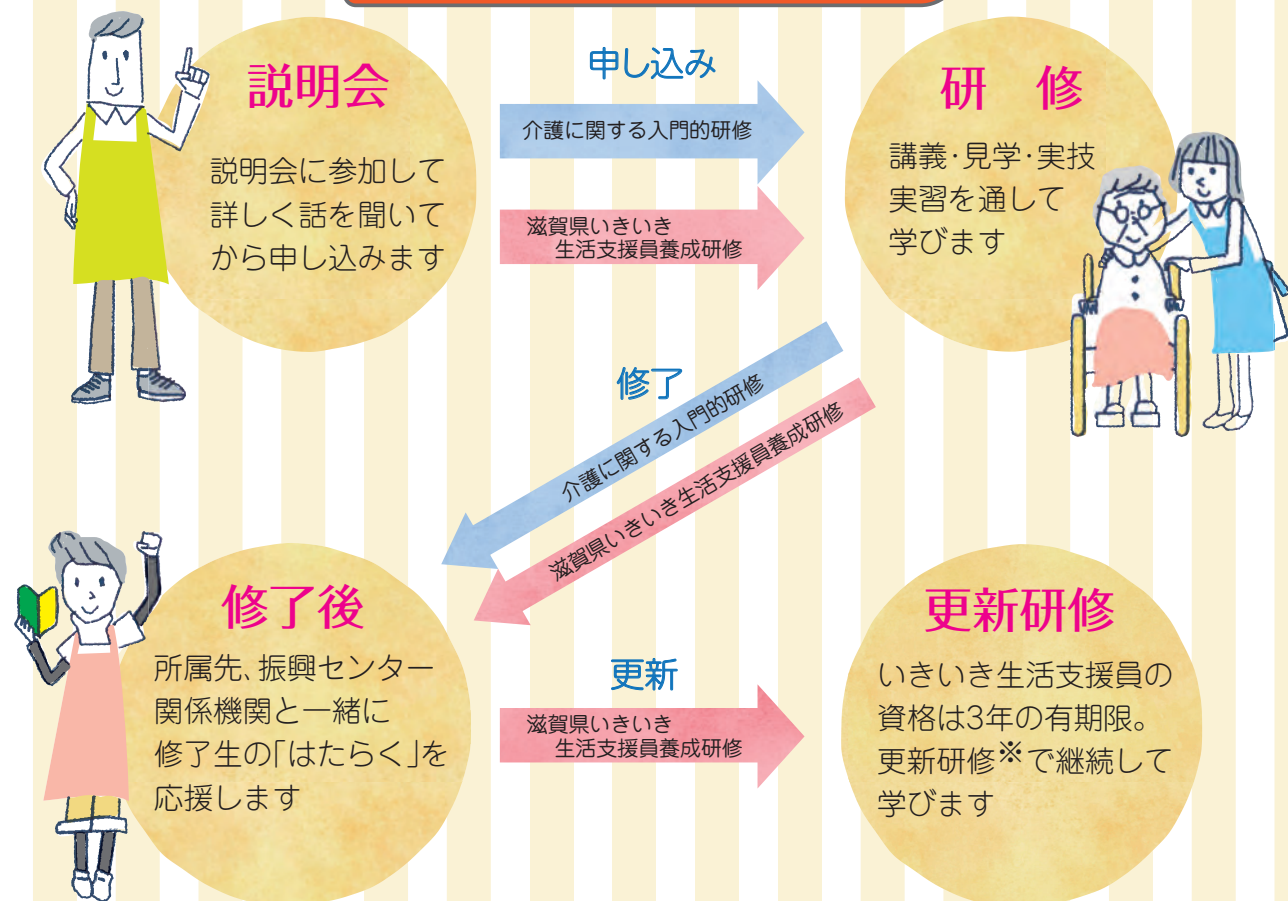 説明会
説明会に参加して
詳しく話を聞いて
から申し込みます
申し込み
介護に関する入門的研修
滋賀県いきいき
生活支援員養成研修
研　修
講義・見学・実技
実習を通して
学びます
修了
介護に関する入門的研修
滋賀県いきいき生活支援員養成研修
修了後
所属先、振興センター
関係機関と一緒に
修了生の「はたらく」を
応援します
更新
滋賀県いきいき
生活支援員養成研修
更新研修
いきいき生活支援員の
資格は3年の有期限。
更新研修※で継続して
学びます